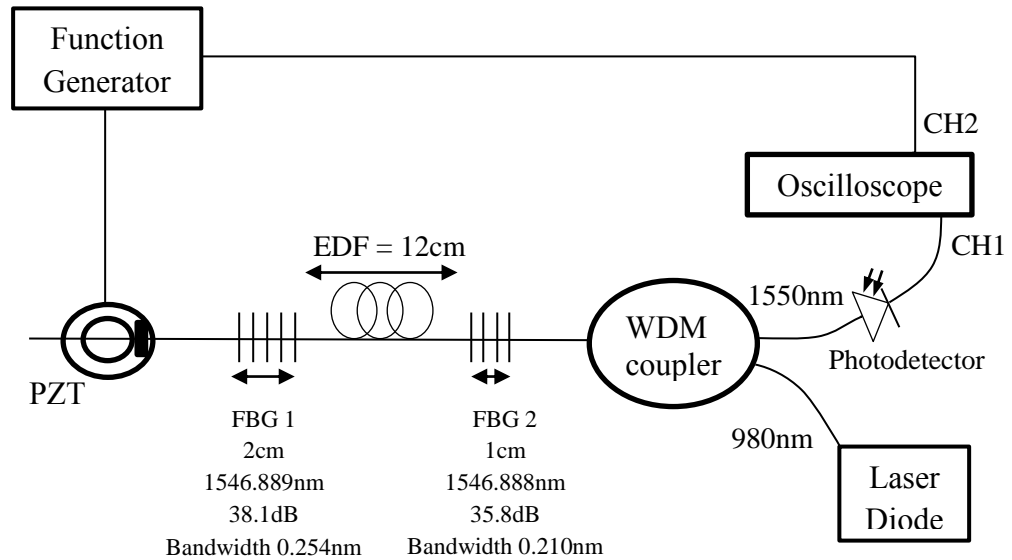 Function
Generator
CH2
Oscilloscope
CH1
EDF = 12cm
1550nm
WDM
coupler
Photodetector
PZT
980nm
FBG 1
2cm
1546.889nm
38.1dB
Bandwidth 0.254nm
FBG 2
1cm
1546.888nm
35.8dB
Bandwidth 0.210nm
Laser
Diode